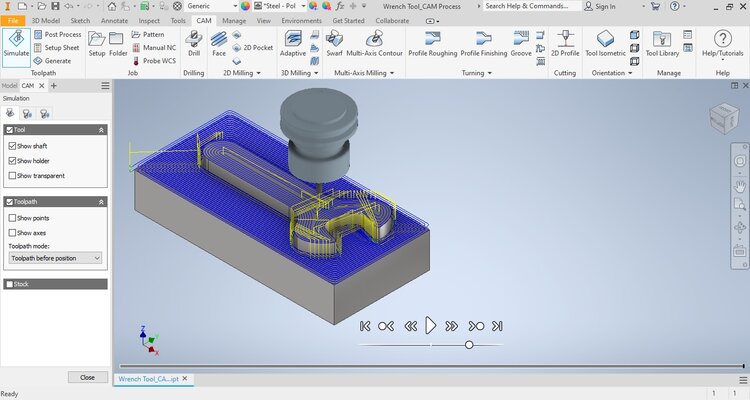 I
Generic
*Steel - Pol
Wrench Tool_CAM Process
Search Help & Commands...
Sign In
File Sketch Annotate Inspect Tools CAM Manage View Environments Get Started Collaborate
Simulate
Post Process
Setup Sheet
Generate
Toolpath
Setup
Folder
Pattern
Manual NC
Probe WCS
Job
Drill
Drilling
Face
2D Adaptive
2D Pocket
2D Milling
Adaptive
3D Milling
Swarf
Multi-Axis Contour
Multi-Axis Milling
Profile Roughing
Profile Finishing
Groove
Turning
2D Profile
Cutting
Toolbar Isometric
Orientation
Tool Library
Manage
Help/Tutorials
Help
Model CAM
Simulation
Tool
Show shaft
Show holder
Show transparent
Toolpath
Show points
Show axes
Toolpath mode:
Toolpath before position
Stock
Close
Z
Y
X
Wrench Tool_CA...ipt
Ready
1 1